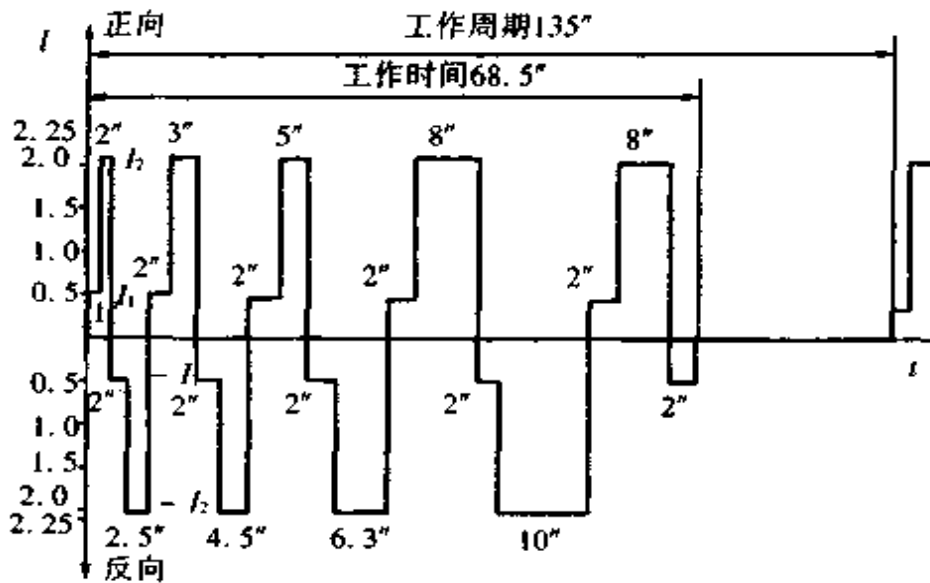 I 正向 工作周期135″
工作时间68.5″
2.25 2″ 3″ 5″ 8″ 8″
2.0 I₂
1.5
1.0
2″ 2″ 2″ 2″
0.5 I₁
1
t
0.5 - I
2″ 2″ 2″ 2″ 2″
1.0
1.5
2.0 - I₂
2.25 2.5″ 4.5″ 6.3″ 10″
反向